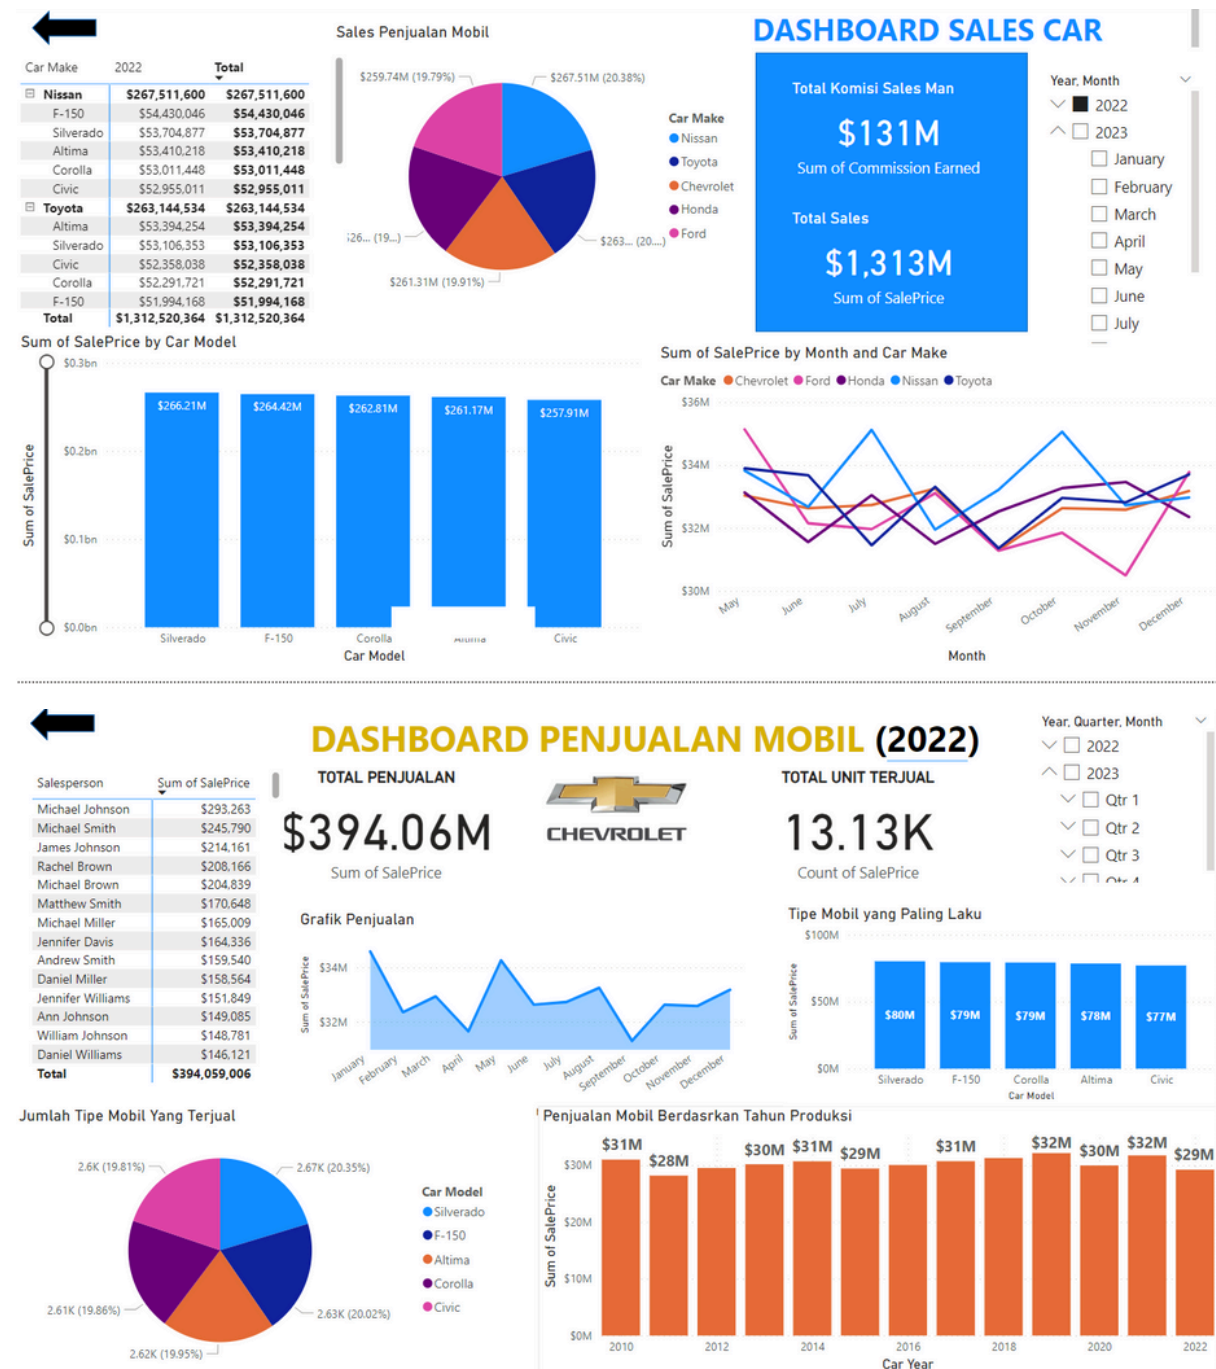 Sales Penjualan Mobil
DASHBOARD SALES CAR
Car Make 2022 Total
Nissan $267,511,600 $267,511,600
F-150 $54,430,046 $54,430,046
Silverado $53,704,877 $53,704,877
Altima $53,410,218 $53,410,218
Corolla $53,011,448 $53,011,448
Civic $52,955,011 $52,955,011
Toyota $263,144,534 $263,144,534
Altima $53,394,254 $53,394,254
Silverado $53,106,353 $53,106,353
Civic $52,358,038 $52,358,038
Corolla $52,291,721 $52,291,721
F-150 $51,994,168 $51,994,168
Total $1,312,520,364 $1,312,520,364
$259.74M (19.79%)
$267.51M (20.38%)
$263... (20....)
$261.31M (19.91%)
Car Make
Nissan
Toyota
Chevrolet
Honda
Ford
Total Komisi Sales Man
$131M
Sum of Commission Earned
Total Sales
$1,313M
Sum of SalePrice
Year, Month
2022
2023
January
February
March
April
May
June
July
Sum of SalePrice by Car Model
Sum of SalePrice
$0.3bn
$0.2bn
$0.1bn
$0.0bn
$266.21M $264.42M $262.81M $261.17M $257.91M
Silverado F-150 Corolla Civic
Car Model
Sum of SalePrice by Month and Car Make
Car Make Chevrolet Ford Honda Nissan Toyota
Sum of SalePrice
$36M
$34M
$32M
$30M
May June July August September October November December
Month
DASHBOARD PENJUALAN MOBIL (2022)
Salesperson Sum of SalePrice
Michael Johnson $293,263
Michael Smith $245,790
James Johnson $214,161
Rachel Brown $208,166
Michael Brown $204,839
Matthew Smith $170,648
Michael Miller $165,009
Jennifer Davis $164,336
Andrew Smith $159,540
Daniel Miller $158,564
Jennifer Williams $151,849
Ann Johnson $149,085
William Johnson $148,781
Daniel Williams $146,121
Total $394,059,006
TOTAL PENJUALAN
$394.06M
Sum of SalePrice
CHEVROLET
TOTAL UNIT TERJUAL
13.13K
Count of SalePrice
Year, Quarter, Month
2022
2023
Qtr 1
Qtr 2
Qtr 3
Qtr 4
Grafik Penjualan
Sum of SalePrice
$34M
$32M
January February March April May June July August September October November December
Tipe Mobil yang Paling Laku
Sum of SalePrice
$100M
$50M
$0M
$80M $79M $79M $78M $77M
Silverado F-150 Corolla Altima Civic
Car Model
Jumlah Tipe Mobil Yang Terjual
2.6K (19.81%)
2.67K (20.35%)
2.61K (19.86%)
2.63K (20.02%)
2.62K (19.95%)
Car Model
Silverado
F-150
Altima
Corolla
Civic
Penjualan Mobil Berdasrkan Tahun Produksi
Sum of SalePrice
$30M
$20M
$10M
$0M
$31M $28M $30M $31M $29M $31M $32M $30M $32M $29M
2010 2012 2014 2016 2018 2020 2022
Car Year